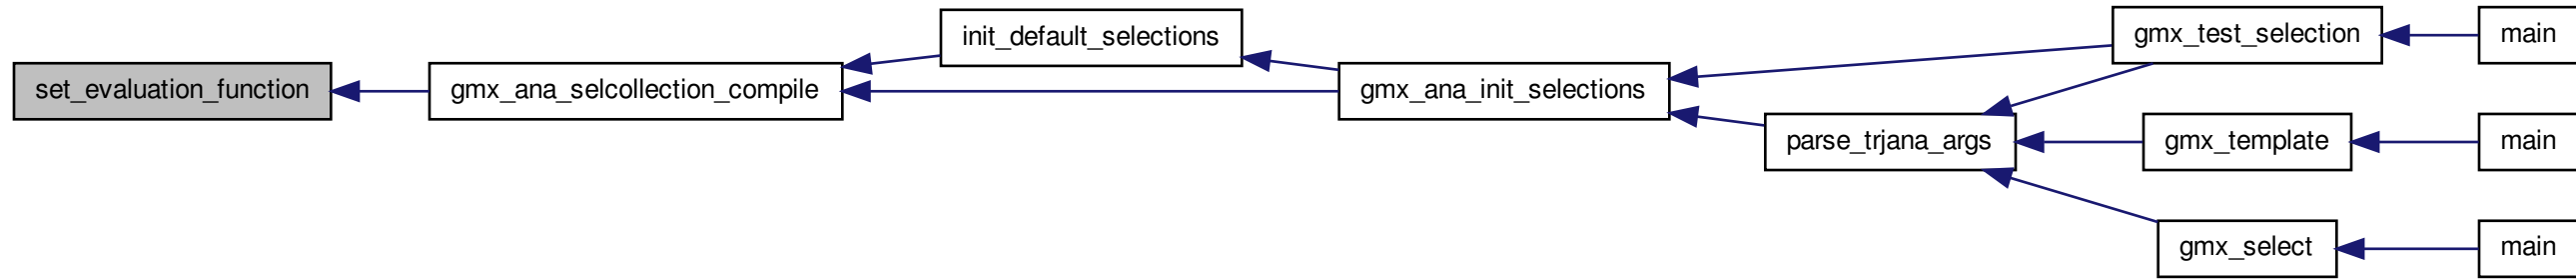 set_evaluation_function
gmx_ana_selcollection_compile
init_default_selections
gmx_ana_init_selections
gmx_test_selection
main
parse_trjana_args
gmx_template
main
gmx_select
main